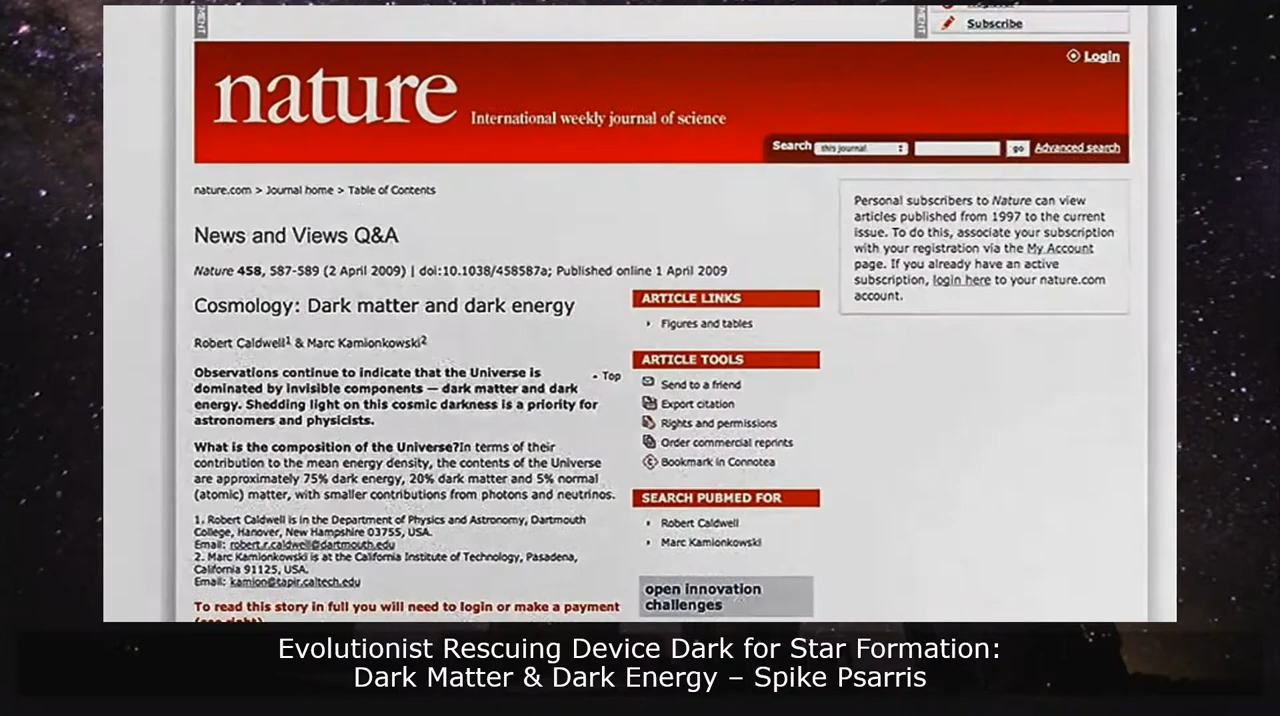 MENT
MENT
Subscribe
Login
nature
International weekly journal of science
Search this journal go Advanced search
nature.com > Journal home > Table of Contents
News and Views Q&A
Nature 458, 587-589 (2 April 2009) | doi:10.1038/458587a; Published online 1 April 2009
Cosmology: Dark matter and dark energy
Robert Caldwell1 & Marc Kamionkowski2
Observations continue to indicate that the Universe is
dominated by invisible components — dark matter and dark
energy. Shedding light on this cosmic darkness is a priority for
astronomers and physicists.
Top
What is the composition of the Universe?In terms of their
contribution to the mean energy density, the contents of the Universe
are approximately 75% dark energy, 20% dark matter and 5% normal
(atomic) matter, with smaller contributions from photons and neutrinos.
1. Robert Caldwell is in the Department of Physics and Astronomy, Dartmouth
College, Hanover, New Hampshire 03755, USA.
Email: robert.r.caldwell@dartmouth.edu
2. Marc Kamionkowski is at the California Institute of Technology, Pasadena,
California 91125, USA.
Email: kamion@tapir.caltech.edu
To read this story in full you will need to login or make a payment
(see right).
ARTICLE LINKS
Figures and tables
ARTICLE TOOLS
Send to a friend
Export citation
Rights and permissions
Order commercial reprints
Bookmark in Connotea
SEARCH PUBMED FOR
Robert Caldwell
Marc Kamionkowski
open innovation
challenges
Personal subscribers to Nature can view
articles published from 1997 to the current
issue. To do this, associate your subscription
with your registration via the My Account
page. If you already have an active
subscription, login here to your nature.com
account.
Evolutionist Rescuing Device Dark for Star Formation:
Dark Matter & Dark Energy – Spike Psarris